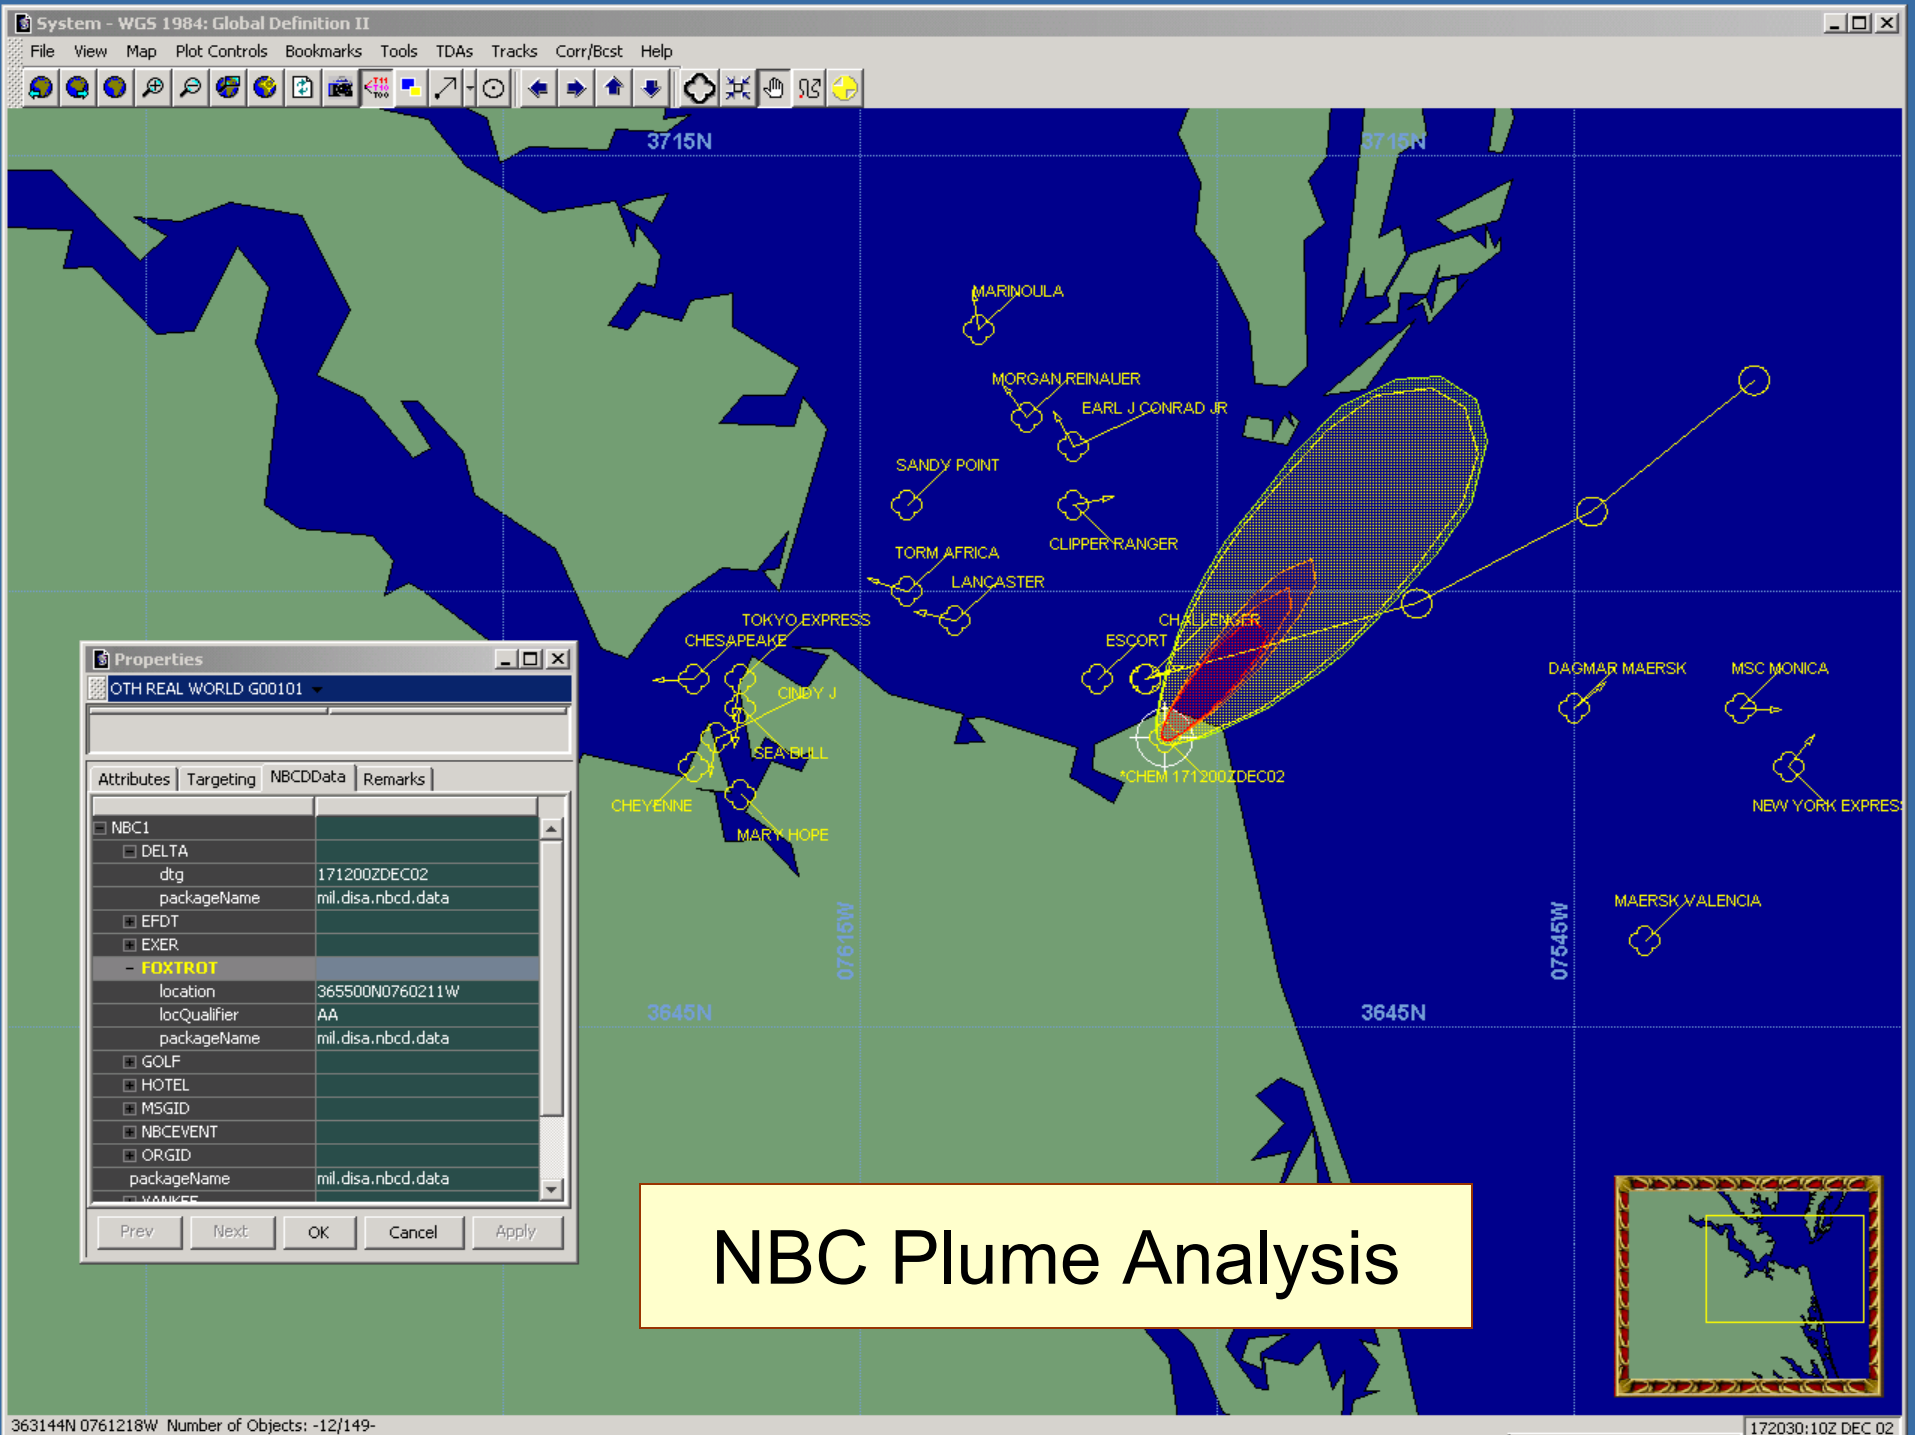 System - WGS 1984: Global Definition II
File View Map Plot Controls Bookmarks Tools TDAs Tracks Corr/Bcst Help
3715N 3715N
MARINOULA
MORGAN REINAUER
EARL J CONRAD JR
SANDY POINT
CLIPPER RANGER
TORM AFRICA
LANCASTER
TOKYO EXPRESS
CHALLENGER
CHESAPEAKE
ESCORT
DAGMAR MAERSK
MSC MONICA
CINDY J
SEA BULL
*CHEM 171200ZDEC02
CHEYENNE
NEW YORK EXPRES
MARY HOPE
MAERSK VALENCIA
07615W
07545W
3645N 3645N
Properties
OTH REAL WORLD G00101
Attributes Targeting NBCDData Remarks
NBC1
DELTA
dtg 171200ZDEC02
packageName mil.disa.nbcd.data
EFDT
EXER
FOXTROT
location 365500N0760211W
locQualifier AA
packageName mil.disa.nbcd.data
GOLF
HOTEL
MSGID
NBCEVENT
ORGID
packageName mil.disa.nbcd.data
YANKEE
Prev Next OK Cancel Apply
NBC Plume Analysis
363144N 0761218W Number of Objects: -12/149-
172030:10Z DEC 02